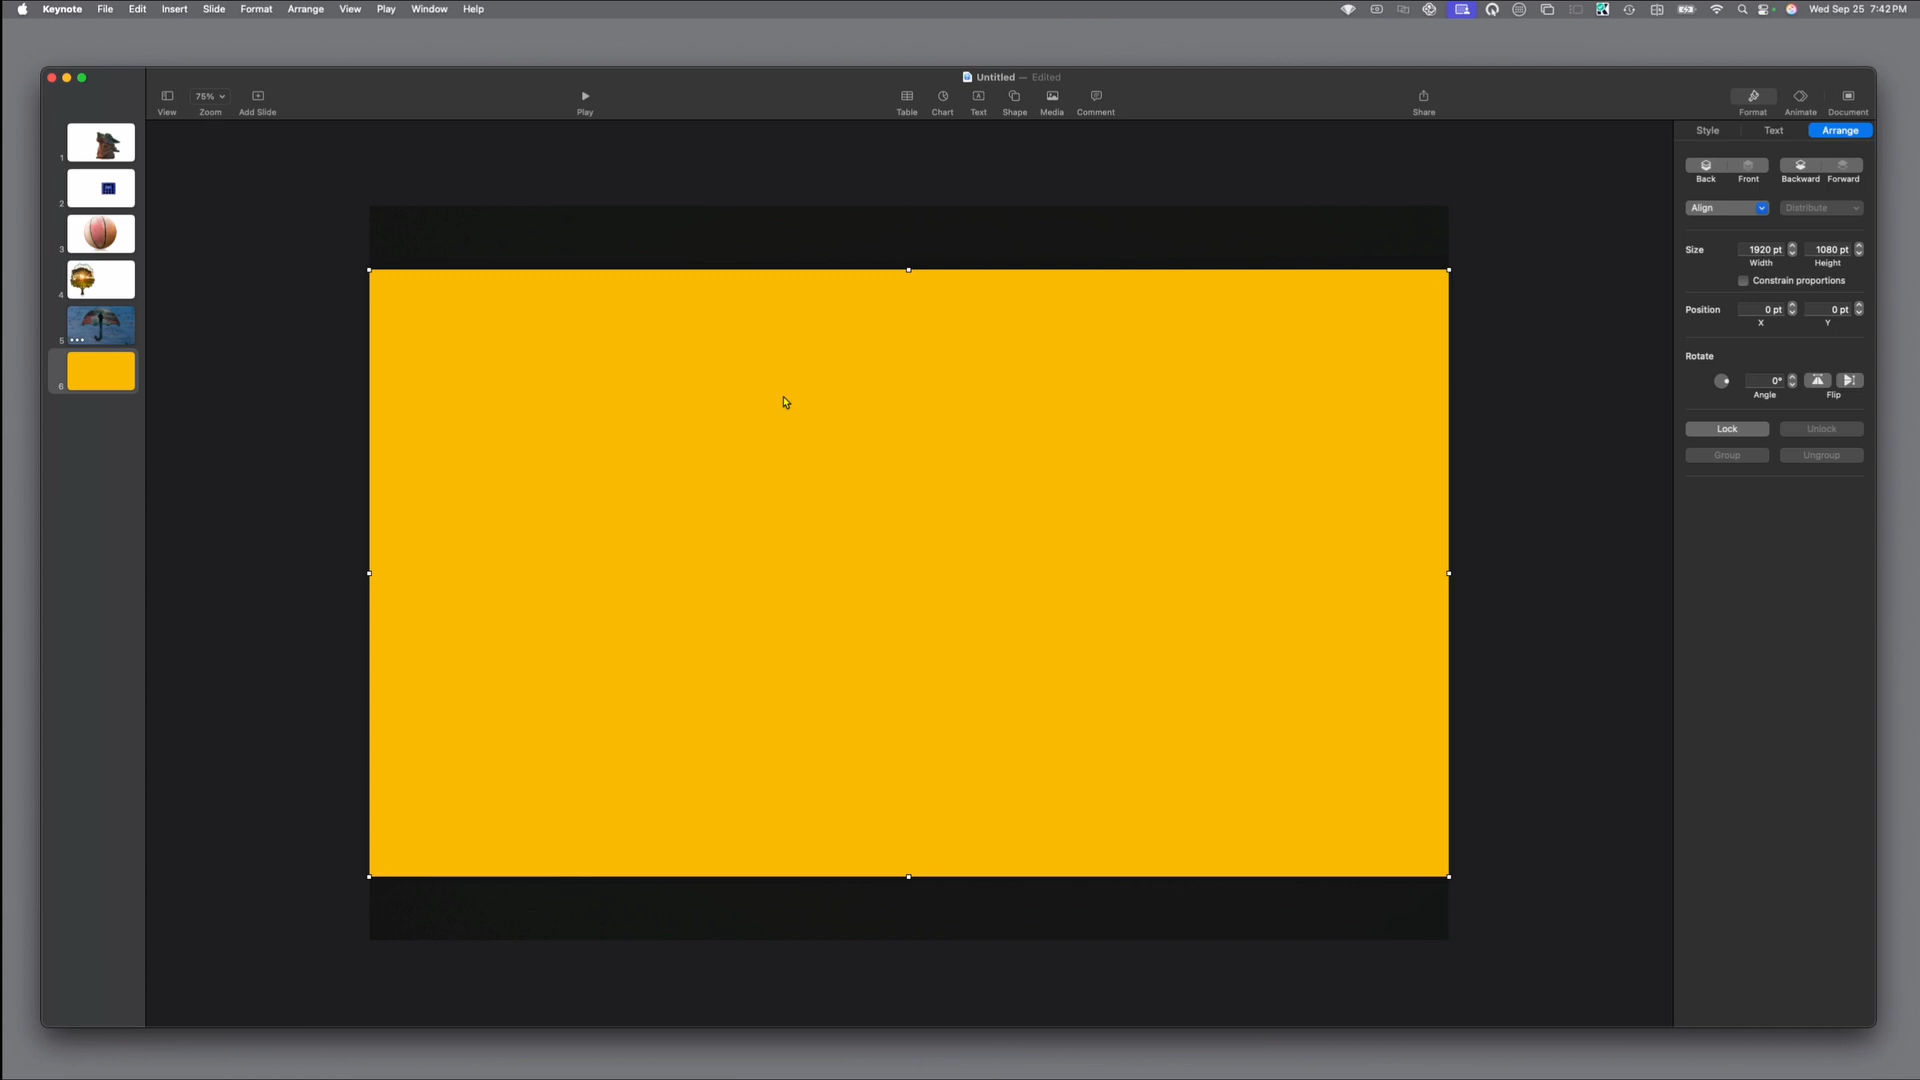 Keynote File Edit Insert Slide Format Arrange View Play Window Help Wed Sep 25 7:42 PM
Untitled — Edited
75%
View Zoom Add Slide Play Table Chart Text Shape Media Comment Share Format Animate Document
Style Text Arrange
Back Front Backward Forward
Align Distribute
Size 1920 pt 1080 pt
Width Height
Constrain proportions
Position 0 pt 0 pt
X Y
Rotate
0°
Angle Flip
Lock Unlock
Group Ungroup
1
2
3
4
5
6